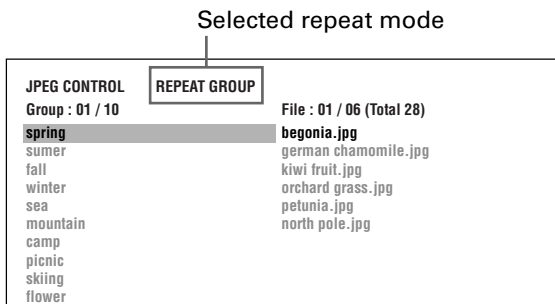 Selected repeat mode
JPEG CONTROL REPEAT GROUP
Group : 01 / 10 File : 01 / 06 (Total 28)
spring begonia.jpg
sumer german chamomile.jpg
fall kiwi fruit.jpg
winter orchard grass.jpg
sea petunia.jpg
mountain north pole.jpg
camp
picnic
skiing
flower